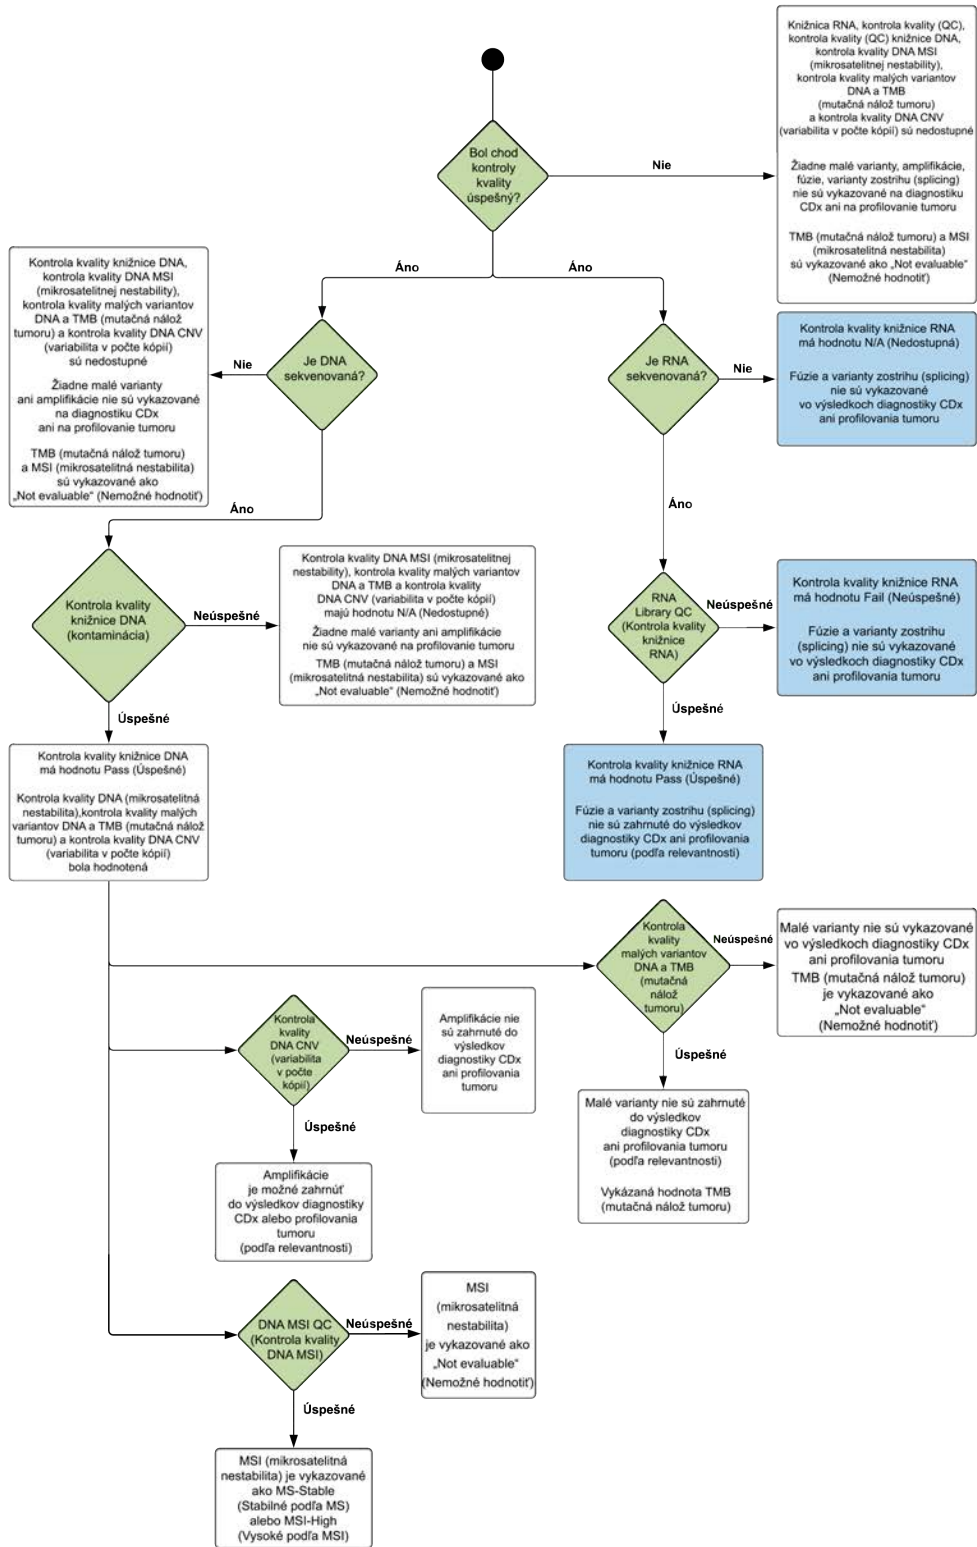 Knižnica RNA, kontrola kvality (QC),
kontrola kvality (QC) knižnice DNA,
kontrola kvality DNA MSI
(mikrosatelitnej nestability),
kontrola kvality malých variantov
DNA a TMB
(mutačná nálož tumoru)
a kontrola kvality DNA CNV
(variabilita v počte kópií) sú nedostupné
Žiadne malé varianty, amplifikácie,
fúzie, varianty zostrihu (splicing)
nie sú vykazované na diagnostiku
CDx ani na profilovanie tumoru
TMB (mutačná nálož tumoru) a MSI
(mikrosatelitná nestabilita)
sú vykazované ako „Not evaluable“
(Nemožné hodnotiť)
Bol chod
kontroly
kvality
úspešný?
Nie
Áno
Áno
Kontrola kvality knižnice DNA,
kontrola kvality DNA MSI
(mikrosatelitnej nestability),
kontrola kvality malých variantov
DNA a TMB (mutačná nálož
tumoru) a kontrola kvality DNA CNV
(variabilita v počte kópií)
sú nedostupné
Žiadne malé varianty
ani amplifikácie nie sú vykazované
na diagnostiku CDx
ani na profilovanie tumoru
TMB (mutačná nálož tumoru)
a MSI (mikrosatelitná nestabilita)
sú vykazované ako
„Not evaluable“ (Nemožné hodnotiť)
Nie
Je DNA
sekvenovaná?
Je RNA
sekvenovaná?
Nie
Kontrola kvality knižnice RNA
má hodnotu N/A (Nedostupná)
Fúzie a varianty zostrihu (splicing)
nie sú vykazované
vo výsledkoch diagnostiky CDx
ani profilovania tumoru
Áno
Áno
Kontrola kvality
knižnice DNA
(kontaminácia)
Neúspešné
Kontrola kvality DNA MSI (mikrosatelitnej
nestability), kontrola kvality malých variantov
DNA a TMB a kontrola kvality
DNA CNV (variabilita v počte kópií)
majú hodnotu N/A (Nedostupné)
Žiadne malé varianty ani amplifikácie
nie sú vykazované na profilovanie tumoru
TMB (mutačná nálož tumoru) a MSI
(mikrosatelitná nestabilita) sú vykazované ako
„Not evaluable“ (Nemožné hodnotiť)
RNA
Library QC
(Kontrola kvality
knižnice
RNA)
Neúspešné
Kontrola kvality knižnice RNA
má hodnotu Fail (Neúspešné)
Fúzie a varianty zostrihu
(splicing) nie sú vykazované
vo výsledkoch diagnostiky CDx
ani profilovania tumoru
Úspešné
Úspešné
Kontrola kvality knižnice DNA
má hodnotu Pass (Úspešné)
Kontrola kvality DNA (mikrosatelitná
nestabilita),kontrola kvality malých
variantov DNA a TMB (mutačná nálož
tumoru) a kontrola kvality DNA CNV
(variabilita v počte kópií)
bola hodnotená
Kontrola kvality knižnice RNA
má hodnotu Pass (Úspešné)
Fúzie a varianty zostrihu (splicing)
nie sú zahrnuté do výsledkov
diagnostiky CDx ani profilovania
tumoru (podľa relevantnosti)
Kontrola
kvality
malých variantov
DNA a TMB
(mutačná
nálož
tumoru)
Neúspešné
Malé varianty nie sú vykazované
vo výsledkoch diagnostiky CDx
ani profilovania tumoru
TMB (mutačná nálož tumoru)
je vykazované ako
„Not evaluable“
(Nemožné hodnotiť)
Kontrola
kvality
DNA CNV
(variabilita
v počte
kópií)
Neúspešné
Amplifikácie nie
sú zahrnuté do
výsledkov
diagnostiky CDx
ani profilovania
tumoru
Úspešné
Malé varianty nie sú zahrnuté
do výsledkov
diagnostiky CDx
ani profilovania tumoru
(podľa relevantnosti)
Vykázaná hodnota TMB
(mutačná nálož tumoru)
Úspešné
Amplifikácie
je možné zahrnúť
do výsledkov diagnostiky
CDx alebo profilovania
tumoru
(podľa relevantnosti)
DNA MSI QC
(Kontrola kvality
DNA MSI)
Neúspešné
MSI
(mikrosatelitná
nestabilita)
je vykazované ako
„Not evaluable“
(Nemožné hodnotiť)
Úspešné
MSI (mikrosatelitná
nestabilita) je vykazované
ako MS-Stable
(Stabilné podľa MS)
alebo MSI-High
(Vysoké podľa MSI)